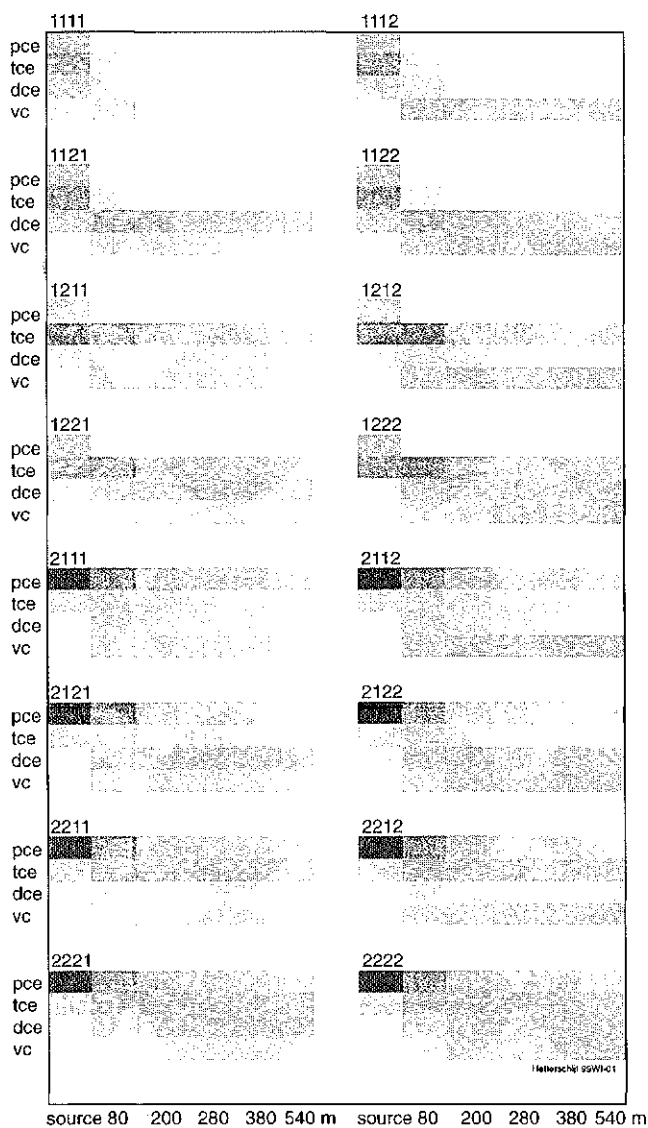 1111 1112
pce
tce
dce
vc
1121 1122
pce
tce
dce
vc
1211 1212
pce
tce
dce
vc
1221 1222
pce
tce
dce
vc
2111 2112
pce
tce
dce
vc
2121 2122
pce
tce
dce
vc
2211 2212
pce
tce
dce
vc
2221 2222
pce
tce
dce
vc
source 80 200 280 380 540 m source 80 200 280 380 540 m